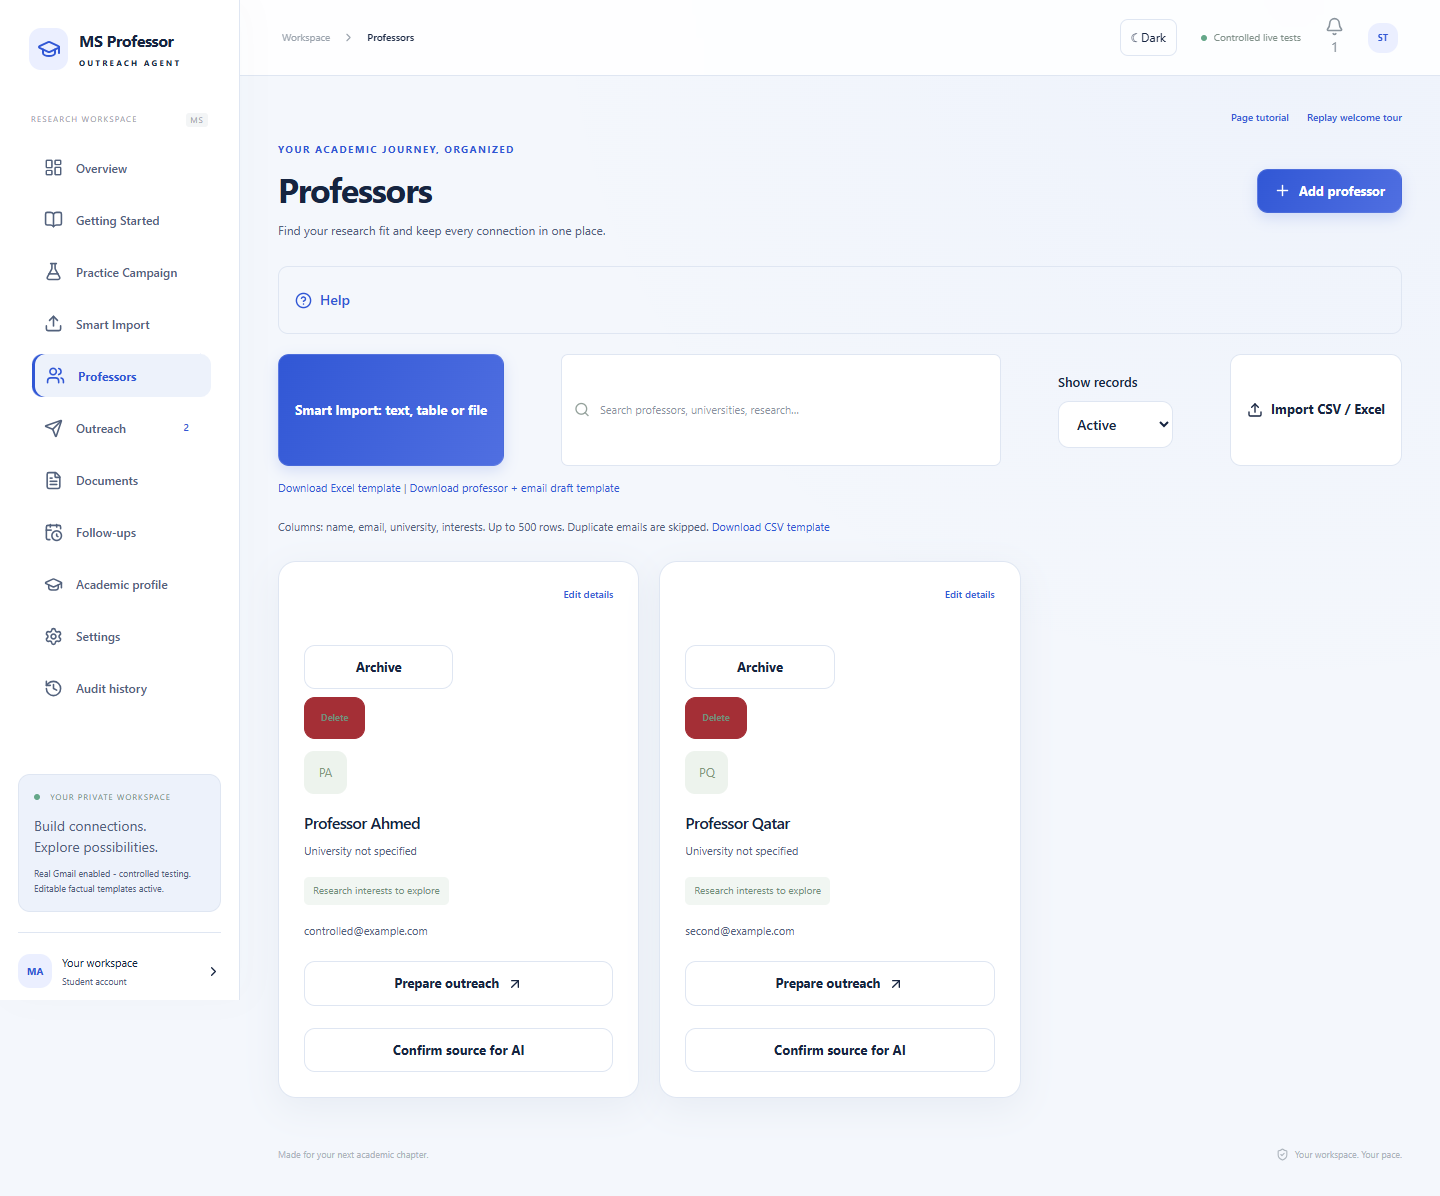 MS Professor
OUTREACH AGENT
RESEARCH WORKSPACE MS
Overview
Getting Started
Practice Campaign
Smart Import
Professors
Outreach 2
Documents
Follow-ups
Academic profile
Settings
Audit history
YOUR PRIVATE WORKSPACE
Build connections.
Explore possibilities.
Real Gmail enabled - controlled testing.
Editable factual templates active.
MA
Your workspace
Student account
Workspace Professors
Dark
Controlled live tests
1
ST
Page tutorial Replay welcome tour
YOUR ACADEMIC JOURNEY, ORGANIZED
Professors
Find your research fit and keep every connection in one place.
Add professor
Help
Smart Import: text, table or file
Search professors, universities, research...
Show records
Active
Import CSV / Excel
Download Excel template | Download professor + email draft template
Columns: name, email, university, interests. Up to 500 rows. Duplicate emails are skipped. Download CSV template
Edit details
Archive
Delete
PA
Professor Ahmed
University not specified
Research interests to explore
controlled@example.com
Prepare outreach
Confirm source for AI
Edit details
Archive
Delete
PQ
Professor Qatar
University not specified
Research interests to explore
second@example.com
Prepare outreach
Confirm source for AI
Made for your next academic chapter.
Your workspace. Your pace.